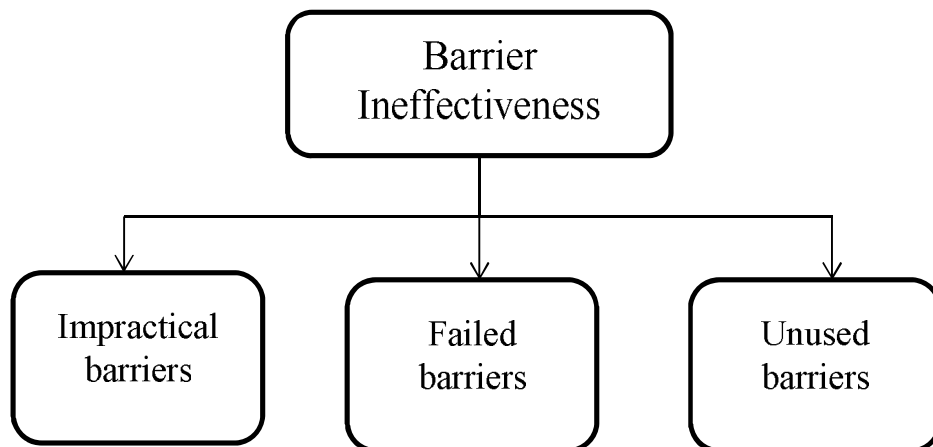 Barrier
Ineffectiveness
Impractical
barriers
Failed
barriers
Unused
barriers